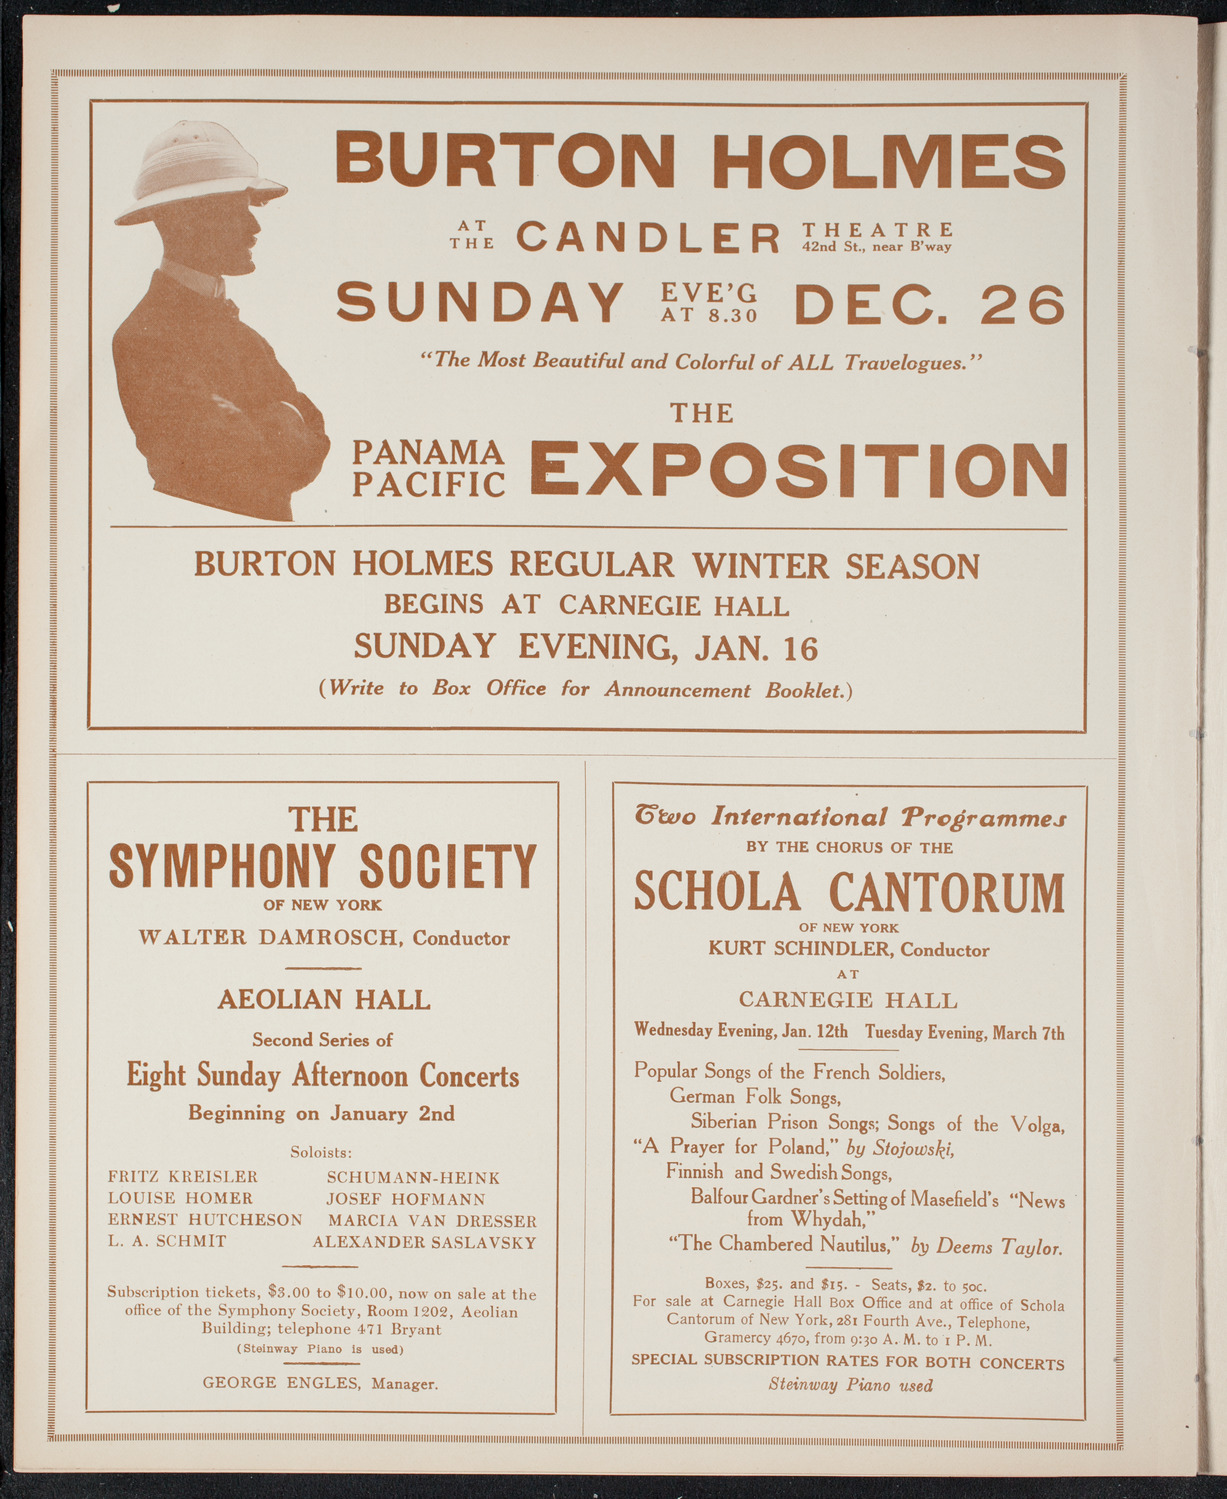 BURTON HOLMES
AT THE CANDLER THEATRE 42nd St., near B'way
SUNDAY EVE'G AT 8.30 DEC. 26
"The Most Beautiful and Colorful of ALL Travelogues."
THE
PANAMA PACIFIC EXPOSITION
BURTON HOLMES REGULAR WINTER SEASON
BEGINS AT CARNEGIE HALL
SUNDAY EVENING, JAN. 16
(Write to Box Office for Announcement Booklet.)
THE
SYMPHONY SOCIETY
OF NEW YORK
WALTER DAMROSCH, Conductor
AEOLIAN HALL
Second Series of
Eight Sunday Afternoon Concerts
Beginning on January 2nd
Soloists:
FRITZ KREISLER SCHUMANN-HEINK
LOUISE HOMER JOSEF HOFMANN
ERNEST HUTCHESON MARCIA VAN DRESSER
L. A. SCHMIT ALEXANDER SASLAVSKY
Subscription tickets, $3.00 to $10.00, now on sale at the
office of the Symphony Society, Room 1202, Aeolian
Building; telephone 471 Bryant
(Steinway Piano is used)
GEORGE ENGLES, Manager.
Two International Programmes
BY THE CHORUS OF THE
SCHOLA CANTORUM
OF NEW YORK
KURT SCHINDLER, Conductor
AT
CARNEGIE HALL
Wednesday Evening, Jan. 12th Tuesday Evening, March 7th
Popular Songs of the French Soldiers,
German Folk Songs,
Siberian Prison Songs; Songs of the Volga,
"A Prayer for Poland," by Stojowski,
Finnish and Swedish Songs,
Balfour Gardner's Setting of Masefield's "News
from Whydah,"
"The Chambered Nautilus," by Deems Taylor.
Boxes, $25. and $15. - Seats, $2. to 50c.
For sale at Carnegie Hall Box Office and at office of Schola
Cantorum of New York, 281 Fourth Ave., Telephone,
Gramercy 4670, from 9:30 A. M. to 1 P. M.
SPECIAL SUBSCRIPTION RATES FOR BOTH CONCERTS
Steinway Piano used